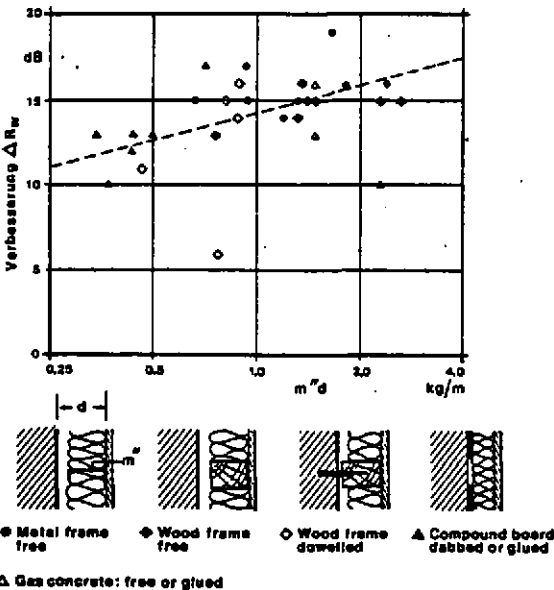 20
dB
15
10
5
0
Verbesserung Δ Rw
0.25 0.5 1.0 2.0 4.0
m"d kg/m
d
m"
Metal frame free
Wood frame free
Wood frame dowelled
Compound board dabbed or glued
Gas concrete: free or glued